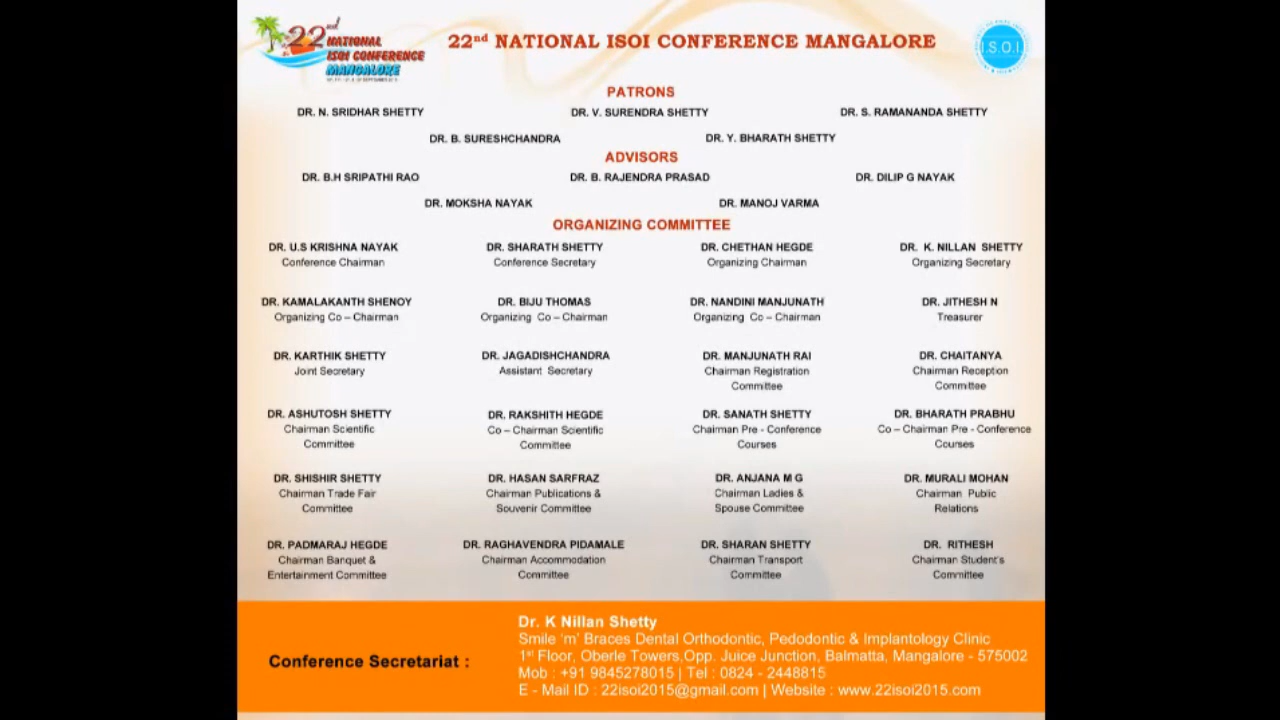 22nd NATIONAL ISOI CONFERENCE MANGALORE
22nd NATIONAL ISOI CONFERENCE MANGALORE
I.S.O.I.
PATRONS
DR. N. SRIDHAR SHETTY DR. V. SURENDRA SHETTY DR. S. RAMANANDA SHETTY
DR. B. SURESHCHANDRA DR. Y. BHARATH SHETTY
ADVISORS
DR. B.H SRIPATHI RAO DR. B. RAJENDRA PRASAD DR. DILIP G NAYAK
DR. MOKSHA NAYAK DR. MANOJ VARMA
ORGANIZING COMMITTEE
DR. U.S KRISHNA NAYAK DR. SHARATH SHETTY DR. CHETHAN HEGDE DR. K. NILLAN SHETTY
Conference Chairman Conference Secretary Organizing Chairman Organizing Secretary
DR. KAMALAKANTH SHENOY DR. BIJU THOMAS DR. NANDINI MANJUNATH DR. JITHESH N
Organizing Co – Chairman Organizing Co – Chairman Organizing Co – Chairman Treasurer
DR. KARTHIK SHETTY DR. JAGADISHCHANDRA DR. MANJUNATH RAI DR. CHAITANYA
Joint Secretary Assistant Secretary Chairman Registration Chairman Reception
Committee Committee
DR. ASHUTOSH SHETTY DR. RAKSHITH HEGDE DR. SANATH SHETTY DR. BHARATH PRABHU
Chairman Scientific Co – Chairman Scientific Chairman Pre - Conference Co – Chairman Pre - Conference
Committee Committee Courses Courses
DR. SHISHIR SHETTY DR. HASAN SARFRAZ DR. ANJANA M G DR. MURALI MOHAN
Chairman Trade Fair Chairman Publications & Chairman Ladies & Chairman Public
Committee Souvenir Committee Spouse Committee Relations
DR. PADMARAJ HEGDE DR. RAGHAVENDRA PIDAMALE DR. SHARAN SHETTY DR. RITHESH
Chairman Banquet & Chairman Accommodation Chairman Transport Chairman Student's
Entertainment Committee Committee Committee Committee
Conference Secretariat :
Dr. K Nillan Shetty
Smile 'm' Braces Dental Orthodontic, Pedodontic & Implantology Clinic
1st Floor, Oberle Towers,Opp. Juice Junction, Balmatta, Mangalore - 575002
Mob : +91 9845278015 | Tel : 0824 - 2448815
E - Mail ID : 22isoi2015@gmail.com | Website : www.22isoi2015.com